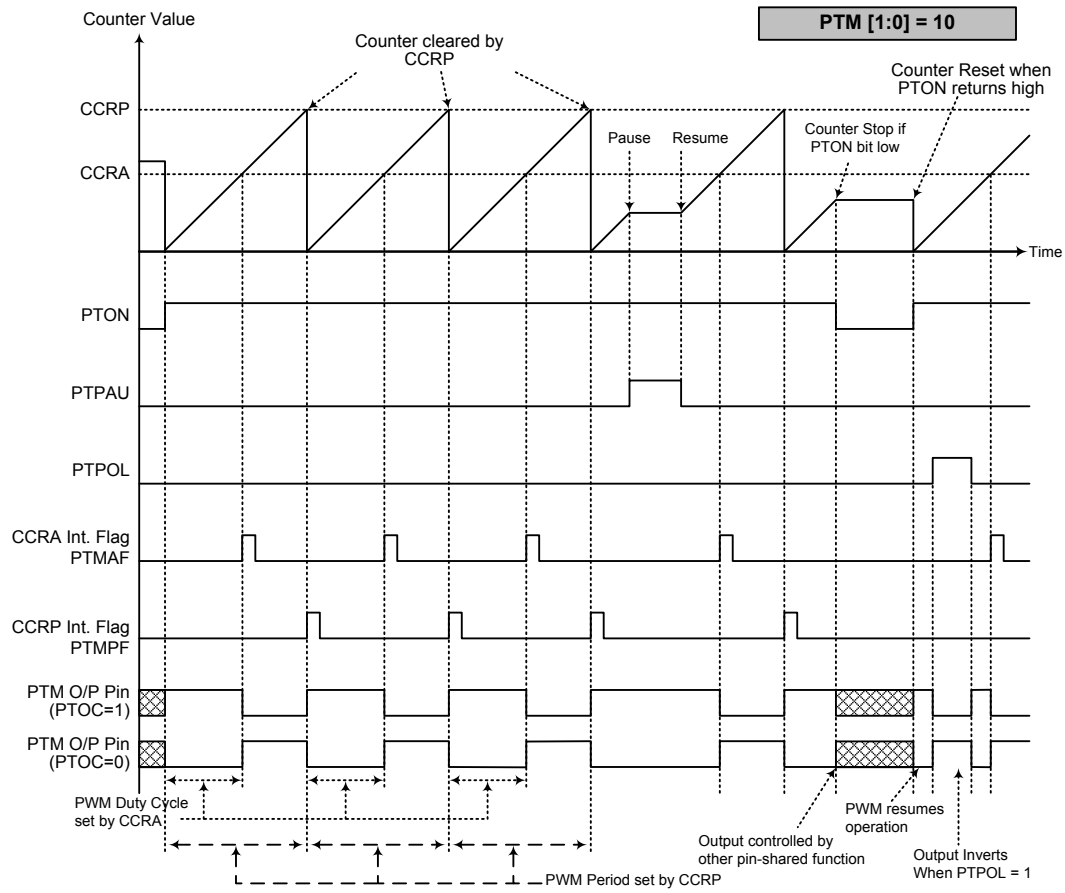 Counter Value
PTM [1:0] = 10
Counter cleared by
CCRP
Counter Reset when
PTON returns high
CCRP
Pause
Resume
Counter Stop if
PTON bit low
CCRA
Time
PTON
PTPAU
PTPOL
CCRA Int. Flag
PTMAF
CCRP Int. Flag
PTMPF
PTM O/P Pin
(PTOC=1)
PTM O/P Pin
(PTOC=0)
PWM Duty Cycle
set by CCRA
PWM resumes
operation
Output controlled by
other pin-shared function
Output Inverts
When PTPOL = 1
PWM Period set by CCRP